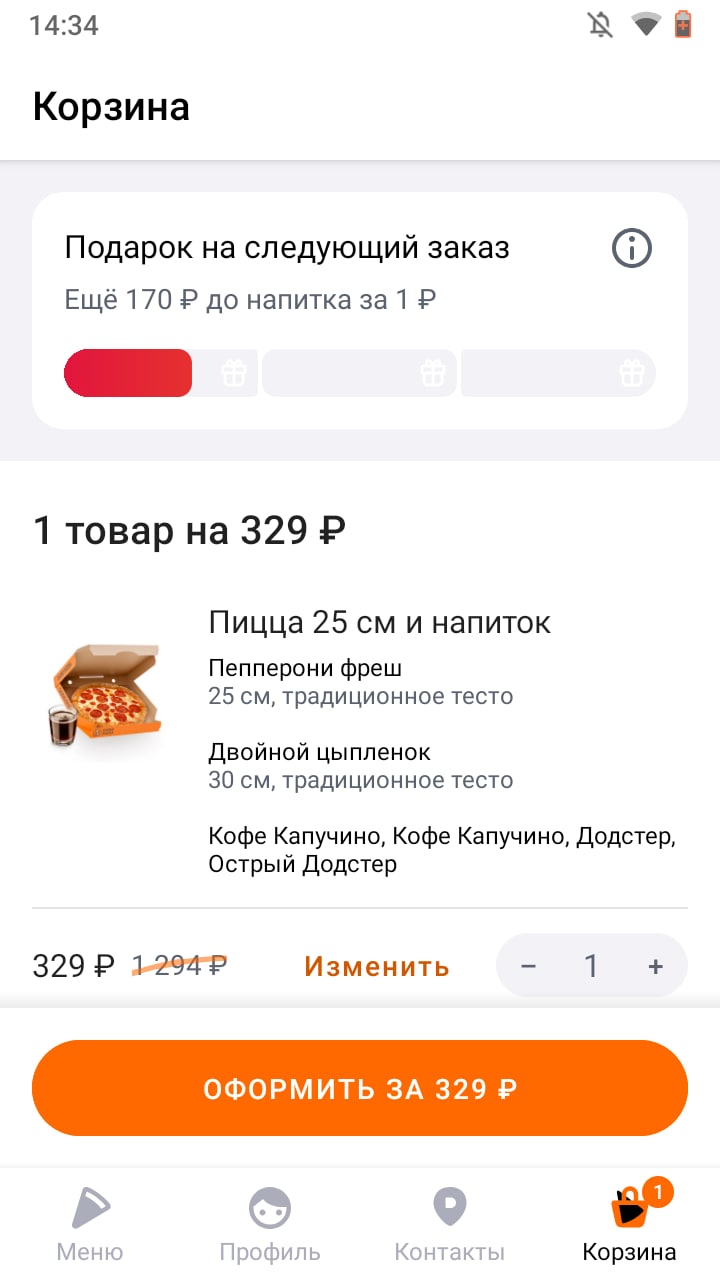 14:34
Корзина
Подарок на следующий заказ
Ещё 170 ₽ до напитка за 1 ₽
1 товар на 329 ₽
Пицца 25 см и напиток
Пепперони фреш
25 см, традиционное тесто
Двойной цыпленок
30 см, традиционное тесто
Кофе Капучино, Кофе Капучино, Додстер,
Острый Додстер
329 ₽ 1 294 ₽ Изменить − 1 +
ОФОРМИТЬ ЗА 329 ₽
1
Меню Профиль Контакты Корзина